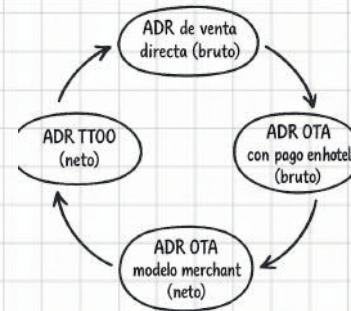 ADR de venta
directa (bruto)
ADR OTA
con pago enhotel
(bruto)
ADR OTA
modelo merchant
(neto)
ADR TTOO
(neto)